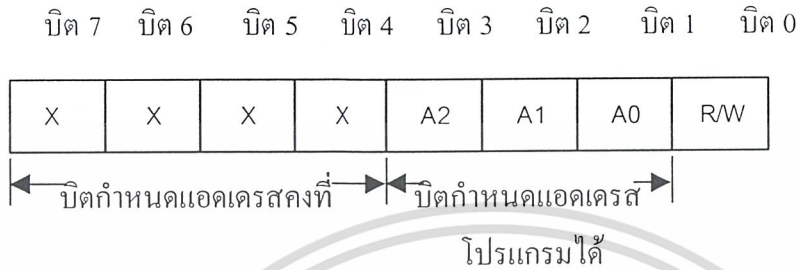 บิต 7 บิต 6 บิต 5 บิต 4 บิต 3 บิต 2 บิต 1 บิต 0
X X X X A2 A1 A0 R/W
บิตกำหนดแอดเดรสคงที่ บิตกำหนดแอดเดรส
โปรแกรมได้